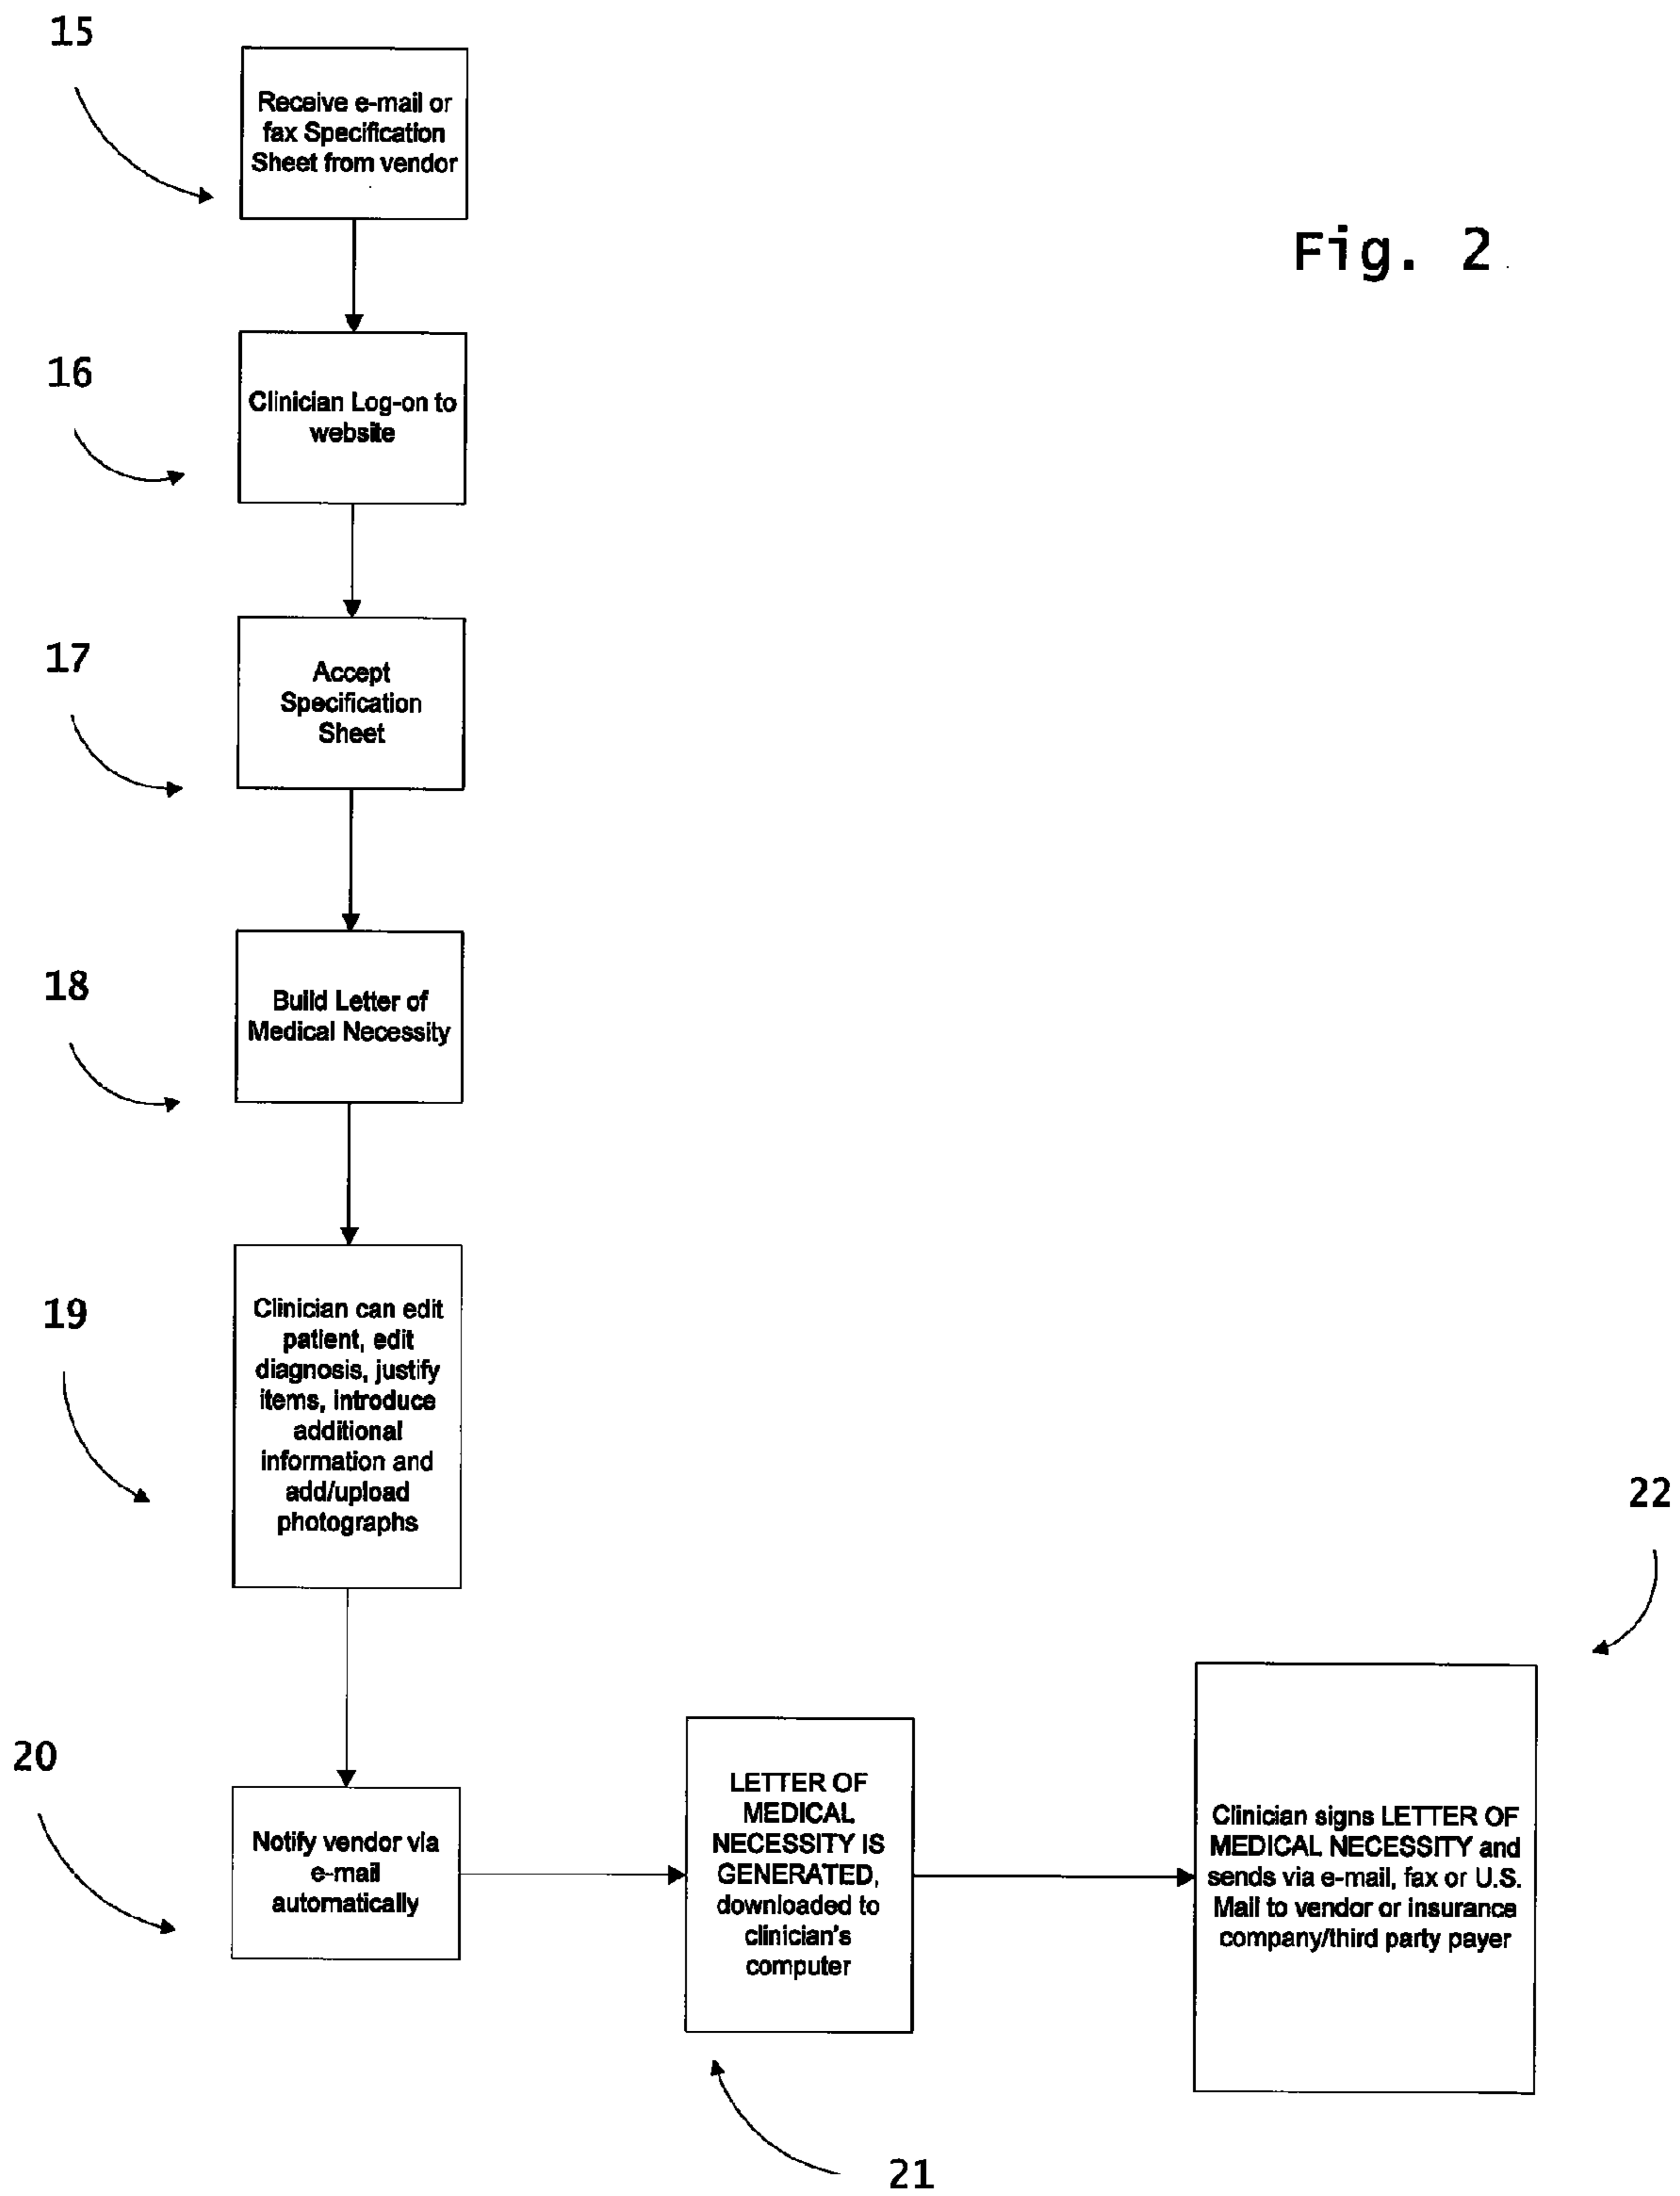 15
Receive e-mail or
fax Specification
Sheet from vendor
Fig. 2
16
Clinician Log-on to
website
17
Accept
Specification
Sheet
18
Build Letter of
Medical Necessity
19
Clinician can edit
patient, edit
diagnosis, justify
items, introduce
additional
information and
add/upload
photographs
20
Notify vendor via
e-mail
automatically
LETTER OF
MEDICAL
NECESSITY IS
GENERATED,
downloaded to
clinician's
computer
21
22
Clinician signs LETTER OF
MEDICAL NECESSITY and
sends via e-mail, fax or U.S.
Mail to vendor or insurance
company/third party payer